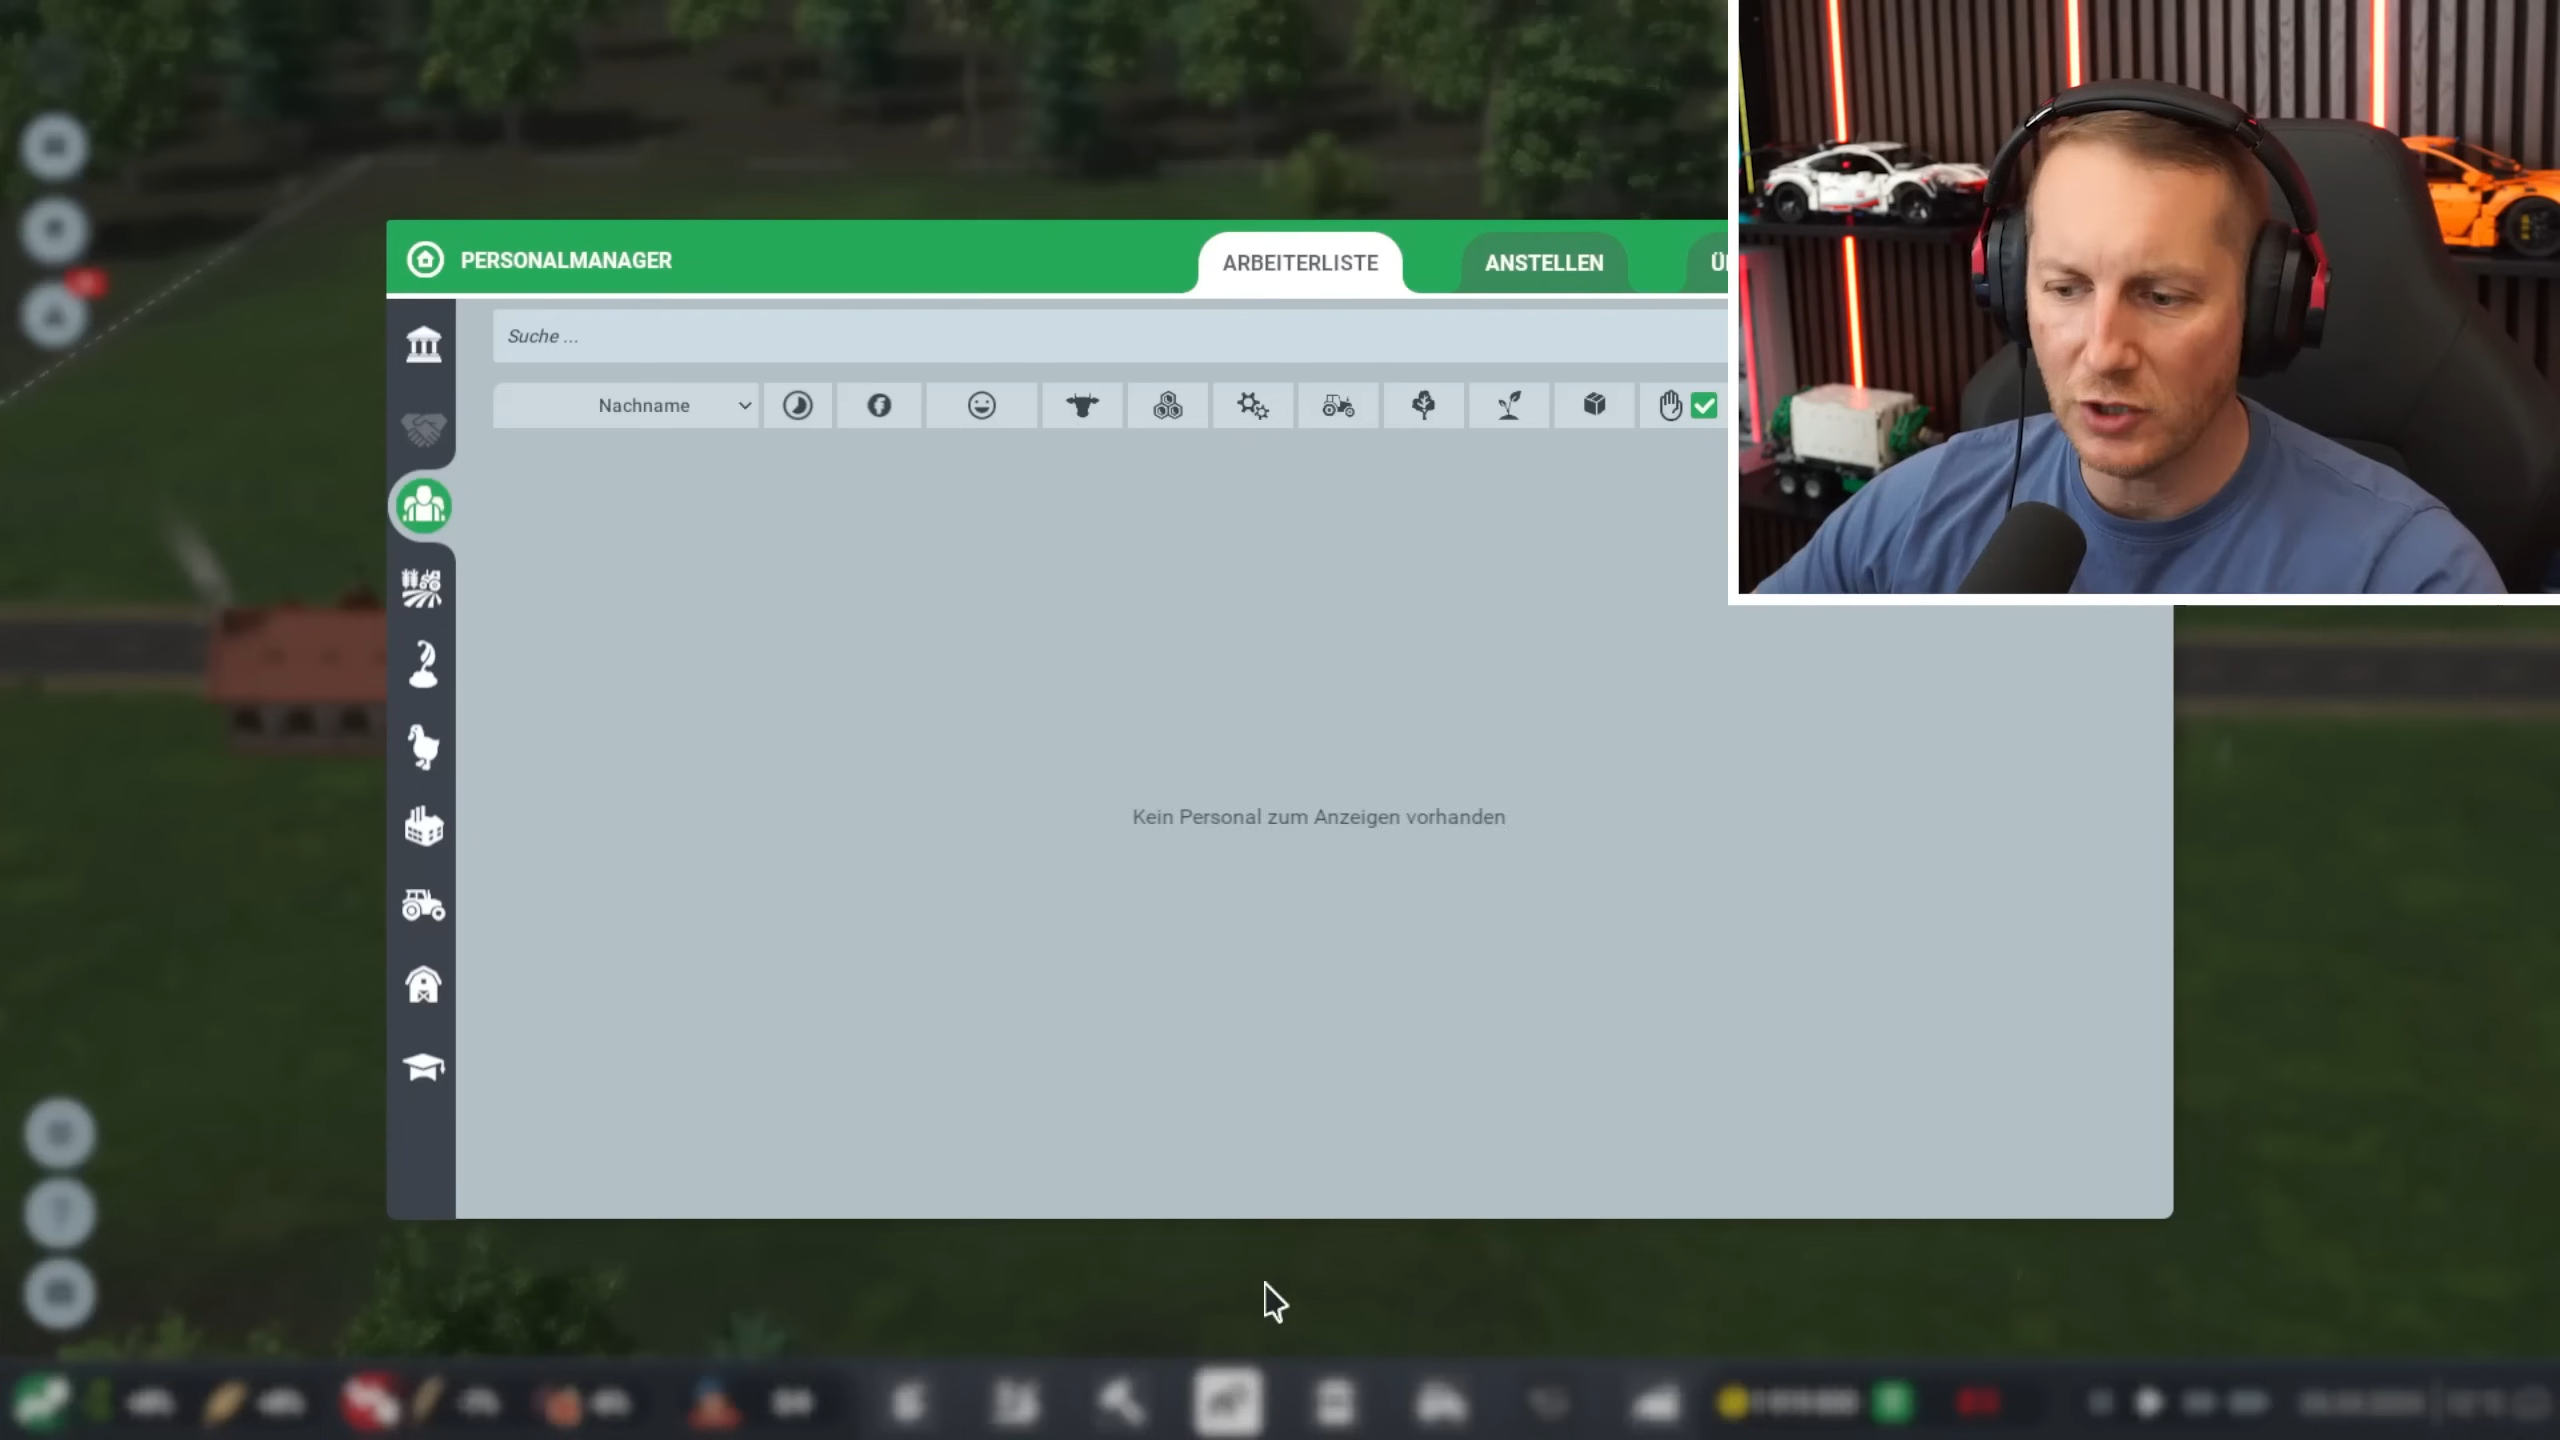 PERSONALMANAGER
ARBEITERLISTE
ANSTELLEN
Suche ...
Nachname
Kein Personal zum Anzeigen vorhanden